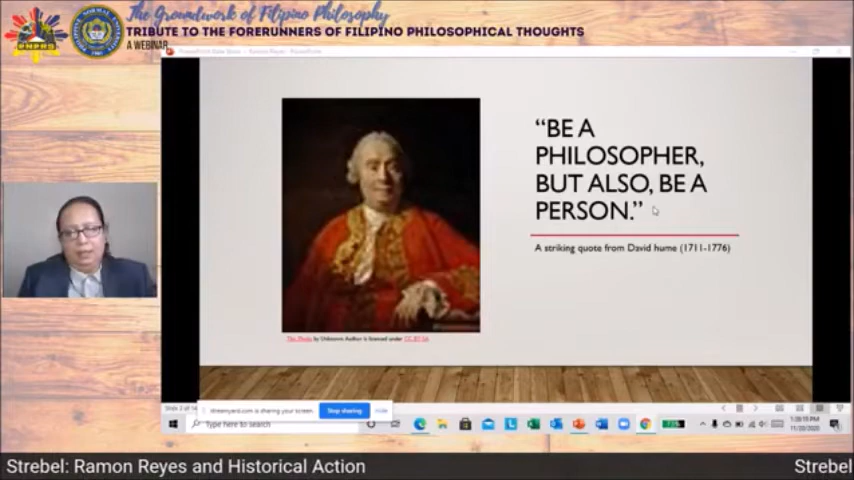 The Groundwork of Filipino Philosophy
TRIBUTE TO THE FORERUNNERS OF FILIPINO PHILOSOPHICAL THOUGHTS
A WEBINAR
“BE A
PHILOSOPHER,
BUT ALSO, BE A
PERSON.”
A striking quote from David hume (1711-1776)
This Photo by Unknown Author is licensed under CC BY-SA
streamyard.com is sharing your screen.
Stop sharing
Hide
Type here to search
11/20/2020
Strebel: Ramon Reyes and Historical Action
Strebel